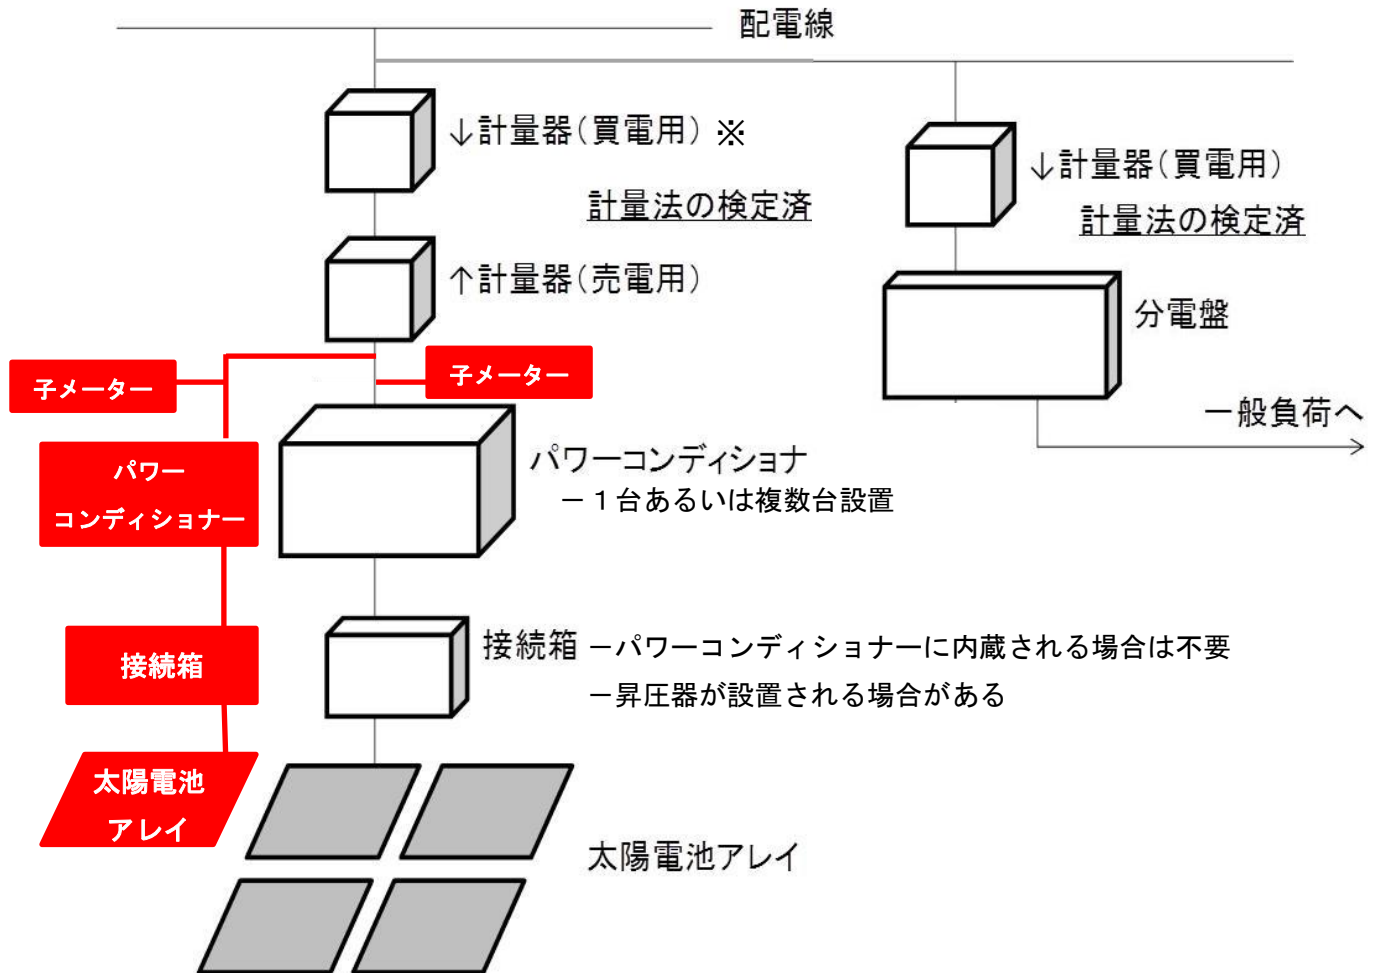 配電線
↓計量器（買電用）※
計量法の検定済
↓計量器（買電用）
計量法の検定済
↑計量器（売電用）
分電盤
子メーター
子メーター
一般負荷へ
パワー
コンディショナー
パワーコンディショナ
－１台あるいは複数台設置
接続箱
接続箱 －パワーコンディショナーに内蔵される場合は不要
－昇圧器が設置される場合がある
太陽電池
アレイ
太陽電池アレイ